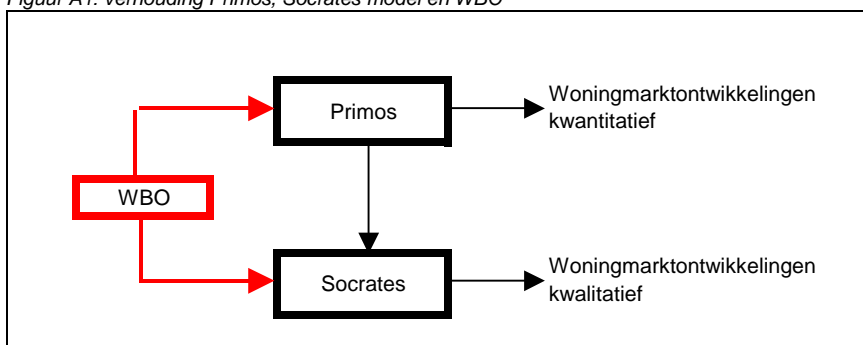 Figuur A1: Verhouding Primos, Socrates model en WBO
Primos
Woningmarktontwikkelingen
kwantitatief
WBO
Socrates
Woningmarktontwikkelingen
kwalitatief